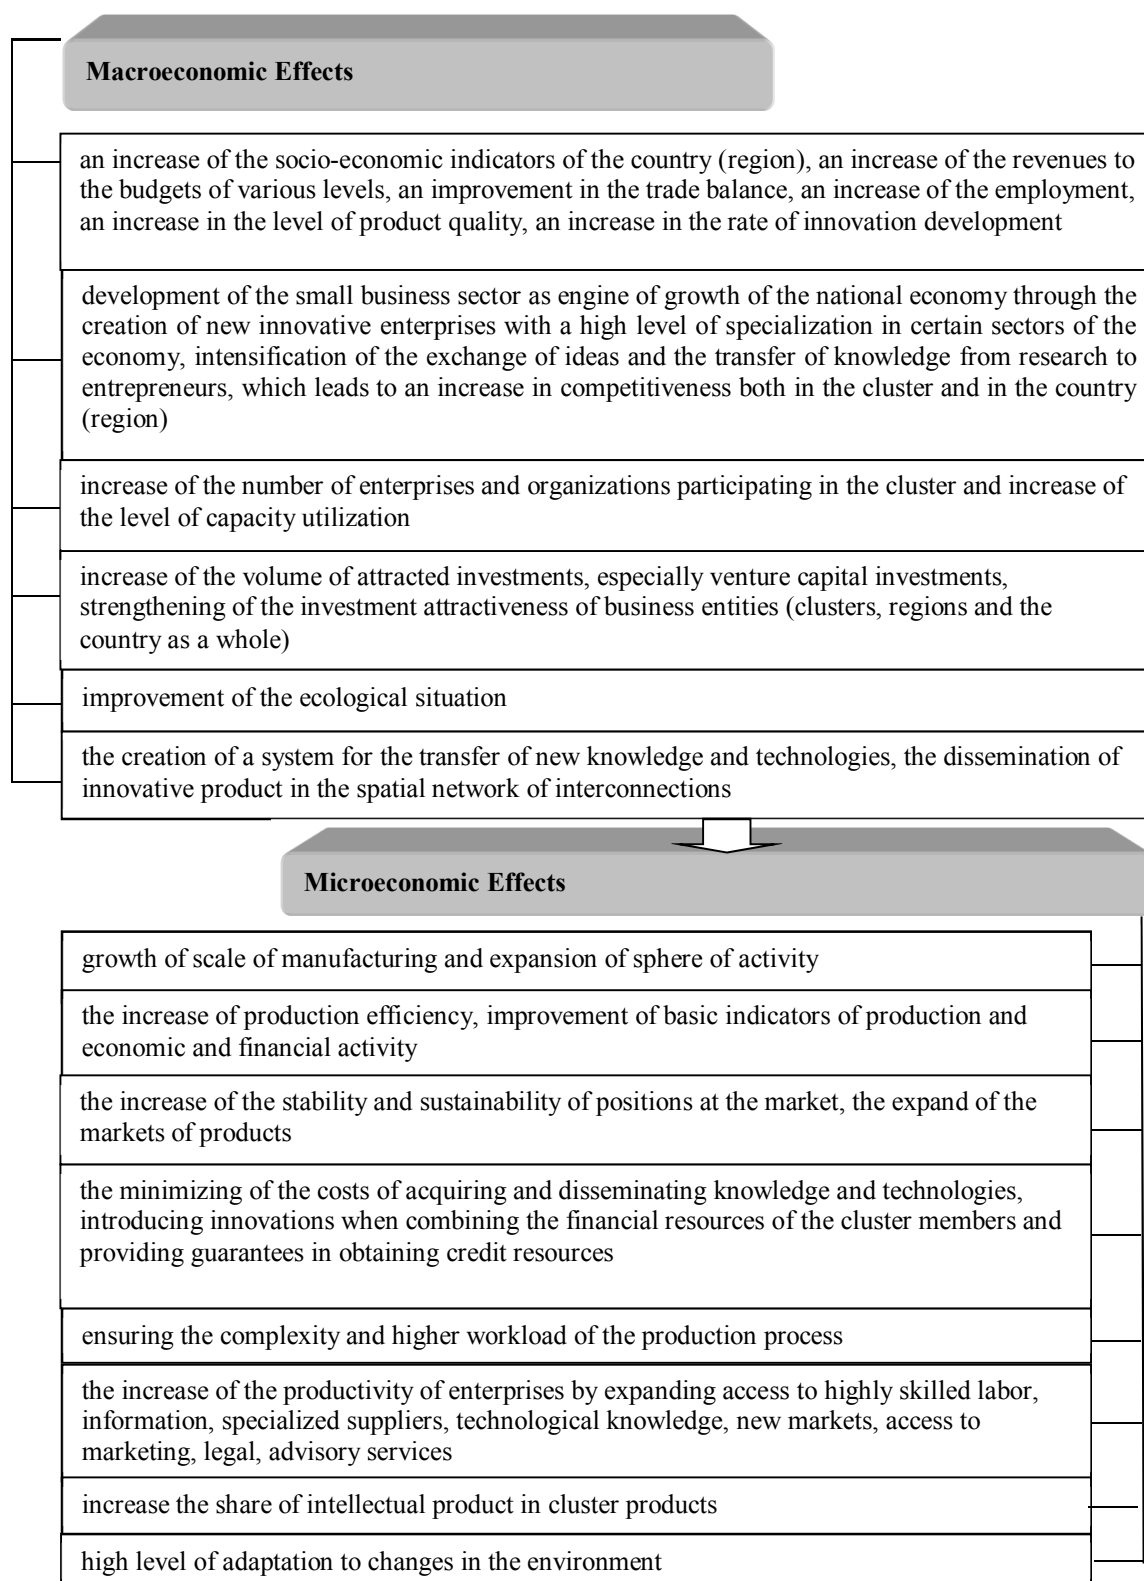 Macroeconomic Effects
an increase of the socio-economic indicators of the country (region), an increase of the revenues to
the budgets of various levels, an improvement in the trade balance, an increase of the employment,
an increase in the level of product quality, an increase in the rate of innovation development
development of the small business sector as engine of growth of the national economy through the
creation of new innovative enterprises with a high level of specialization in certain sectors of the
economy, intensification of the exchange of ideas and the transfer of knowledge from research to
entrepreneurs, which leads to an increase in competitiveness both in the cluster and in the country
(region)
increase of the number of enterprises and organizations participating in the cluster and increase of
the level of capacity utilization
increase of the volume of attracted investments, especially venture capital investments,
strengthening of the investment attractiveness of business entities (clusters, regions and the
country as a whole)
improvement of the ecological situation
the creation of a system for the transfer of new knowledge and technologies, the dissemination of
innovative product in the spatial network of interconnections
Microeconomic Effects
growth of scale of manufacturing and expansion of sphere of activity
the increase of production efficiency, improvement of basic indicators of production and
economic and financial activity
the increase of the stability and sustainability of positions at the market, the expand of the
markets of products
the minimizing of the costs of acquiring and disseminating knowledge and technologies,
introducing innovations when combining the financial resources of the cluster members and
providing guarantees in obtaining credit resources
ensuring the complexity and higher workload of the production process
the increase of the productivity of enterprises by expanding access to highly skilled labor,
information, specialized suppliers, technological knowledge, new markets, access to
marketing, legal, advisory services
increase the share of intellectual product in cluster products
high level of adaptation to changes in the environment